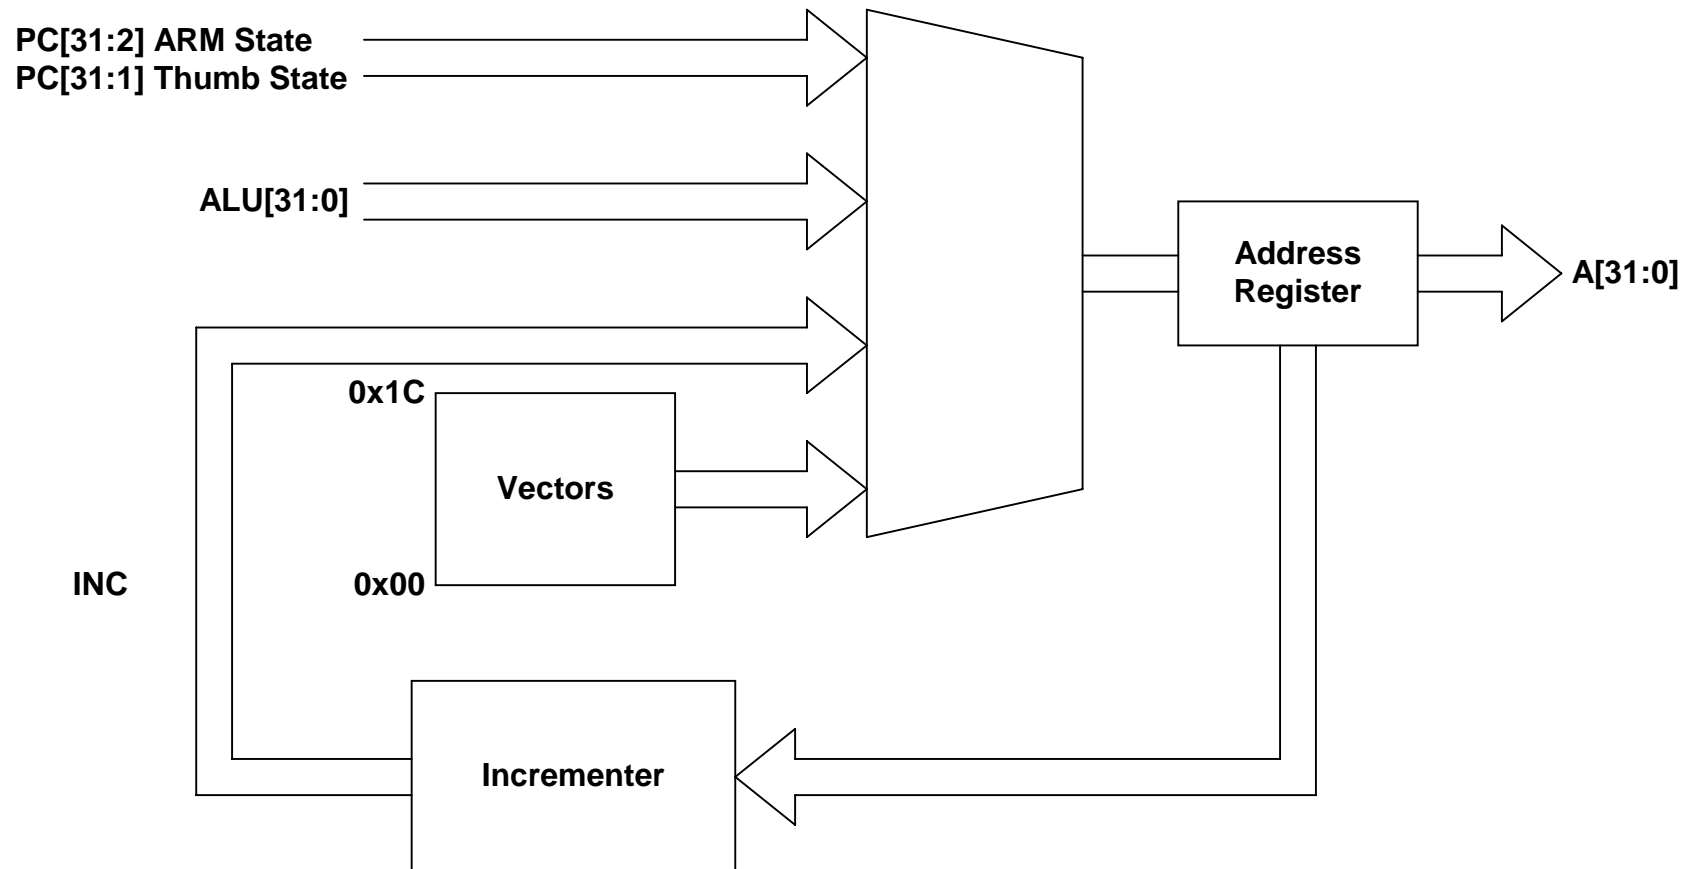 PC[31:2] ARM State
PC[31:1] Thumb State
ALU[31:0]
Address
Register
A[31:0]
0x1C
Vectors
0x00
INC
Incrementer